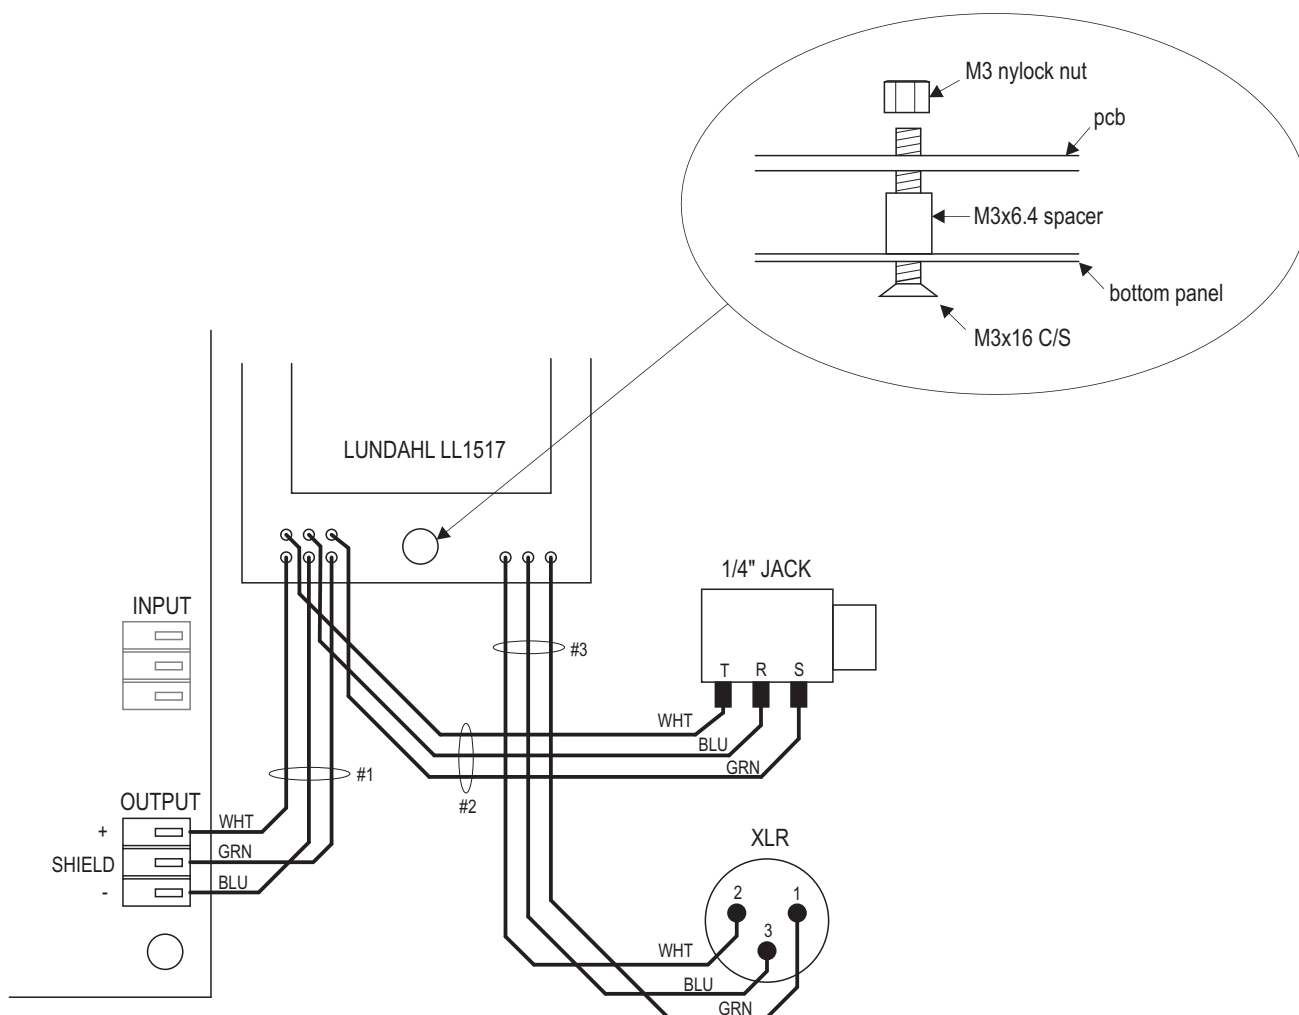 M3 nylock nut
pcb
M3x6.4 spacer
bottom panel
M3x16 C/S
LUNDAHL LL1517
1/4" JACK
INPUT
#3
T R S
WHT
BLU
GRN
#1
#2
OUTPUT
+
SHIELD
-
WHT
GRN
BLU
XLR
2 1
3
WHT
BLU
GRN